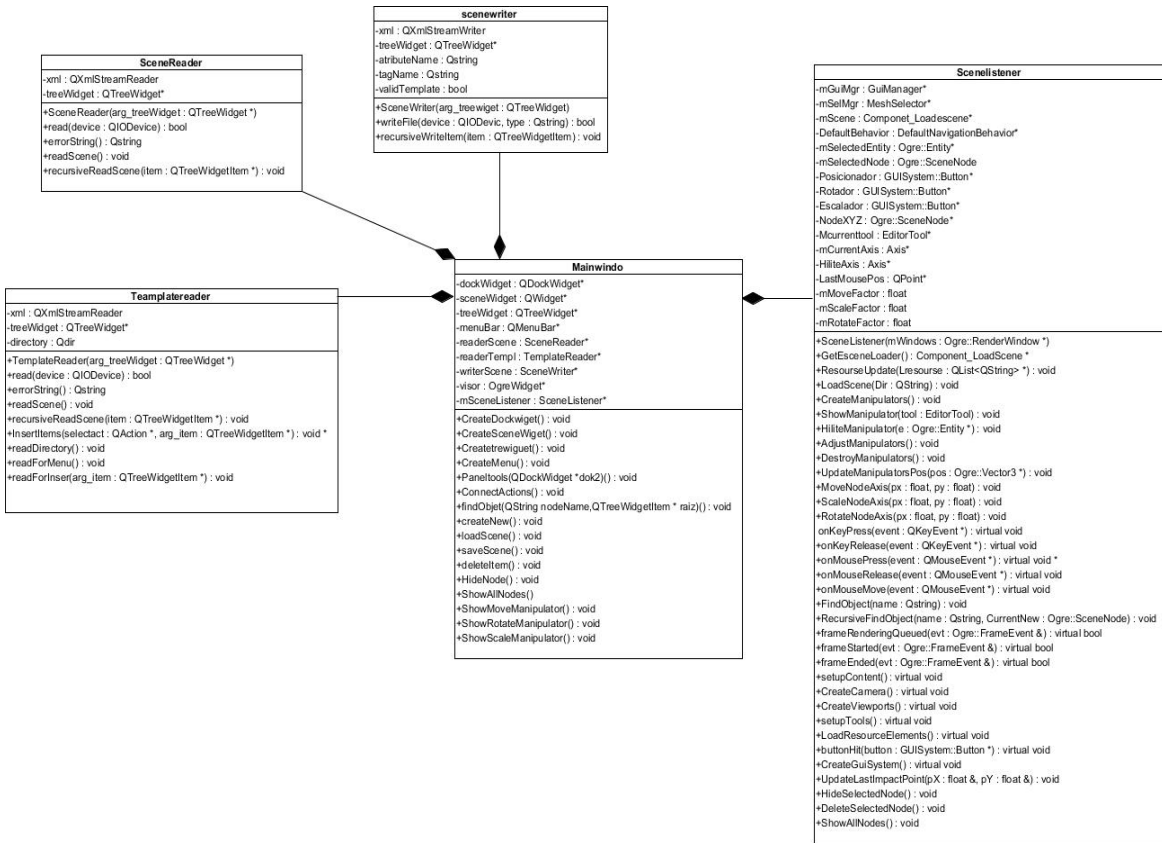 scenewriter
-xml : QXmlStreamWriter
-treeWidget : QTreeWidget*
-atributeName : Qstring
-tagName : Qstring
-validTemplate : bool
+SceneWriter(arg_treewiget : QTreeWidget)
+writeFile(device : QIODevic, type : Qstring) : bool
+recursiveWriteItem(item : QTreeWidgetItem) : void
SceneReader
-xml : QXmlStreamReader
-treeWidget : QTreeWidget*
+SceneReader(arg_treeWidget : QTreeWidget *)
+read(device : QIODevice) : bool
+errorString() : Qstring
+readScene() : void
+recursiveReadScene(item : QTreeWidgetItem *) : void
Teamplatereader
-xml : QXmlStreamReader
-treeWidget : QTreeWidget*
-directory : Qdir
+TemplateReader(arg_treeWidget : QTreeWidget *)
+read(device : QIODevice) : bool
+errorString() : Qstring
+readScene() : void
+recursiveReadScene(item : QTreeWidgetItem *) : void
+InsertItems(selectact : QAction *, arg_item : QTreeWidgetItem *) : void *
+readDirectory() : void
+readForMenu() : void
+readForInser(arg_item : QTreeWidgetItem *) : void
Mainwindo
-dockWidget : QDockWidget*
-sceneWidget : QWidget*
-treeWidget : QTreeWidget*
-menuBar : QMenuBar*
-readerScene : SceneReader*
-readerTempl : TemplateReader*
-writerScene : SceneWriter*
-visor : OgreWidget*
-mSceneListener : SceneListener*
+CreateDockwiget() : void
+CreateSceneWiget() : void
+Createtrewiguet() : void
+CreateMenu() : void
+Paneltools(QDockWidget *dok2)() : void
+ConnectActions() : void
+findObjet(QString nodeName,QTreeWidgetItem * raiz)() : void
+createNew() : void
+loadScene() : void
+saveScene() : void
+deleteItem() : void
+HideNode() : void
+ShowAllNodes()
+ShowMoveManipulator() : void
+ShowRotateManipulator() : void
+ShowScaleManipulator() : void
Scenelistener
-mGuiMgr : GuiManager*
-mSelMgr : MeshSelector*
-mScene : Componet_Loadescene*
-DefaultBehavior : DefaultNavigationBehavior*
-mSelectedEntity : Ogre::Entity*
-mSelectedNode : Ogre::SceneNode
-Posicionador : GUISystem::Button*
-Rotador : GUISystem::Button*
-Escalador : GUISystem::Button*
-NodeXYZ : Ogre::SceneNode*
-Mcurrenttool : EditorTool*
-mCurrentAxis : Axis*
-HiliteAxis : Axis*
-LastMousePos : QPoint*
-mMoveFactor : float
-mScaleFactor : float
-mRotateFactor : float
+SceneListener(mWindows : Ogre::RenderWindow *)
+GetEsceneLoader() : Component_LoadScene *
+ResourseUpdate(Lresourse : QList<QString> *) : void
+LoadScene(Dir : QString) : void
+CreateManipulators() : void
+ShowManipulator(tool : EditorTool) : void
+HiliteManipulator(e : Ogre::Entity *) : void
+AdjustManipulators() : void
+DestroyManipulators() : void
+UpdateManipulatorsPos(pos : Ogre::Vector3 *) : void
+MoveNodeAxis(px : float, py : float) : void
+ScaleNodeAxis(px : float, py : float) : void
+RotateNodeAxis(px : float, py : float) : void
onKeyPress(event : QKeyEvent *) : virtual void
+onKeyRelease(event : QKeyEvent *) : virtual void
+onMousePress(event : QMouseEvent *) : virtual void *
+onMouseRelease(event : QMouseEvent *) : virtual void
+onMouseMove(event : QMouseEvent *) : virtual void
+FindObject(name : Qstring) : void
+RecursiveFindObject(name : Qstring, CurrentNew : Ogre::SceneNode) : void
+frameRenderingQueued(evt : Ogre::FrameEvent &) : virtual bool
+frameStarted(evt : Ogre::FrameEvent &) : virtual bool
+frameEnded(evt : Ogre::FrameEvent &) : virtual bool
+setupContent() : virtual void
+CreateCamera() : virtual void
+CreateViewports() : virtual void
+setupTools() : virtual void
+LoadResourceElements() : virtual void
+buttonHit(button : GUISystem::Button *) : virtual void
+CreateGuiSystem() : virtual void
+UpdateLastImpactPoint(pX : float &, pY : float &) : void
+HideSelectedNode() : void
+DeleteSelectedNode() : void
+ShowAllNodes() : void